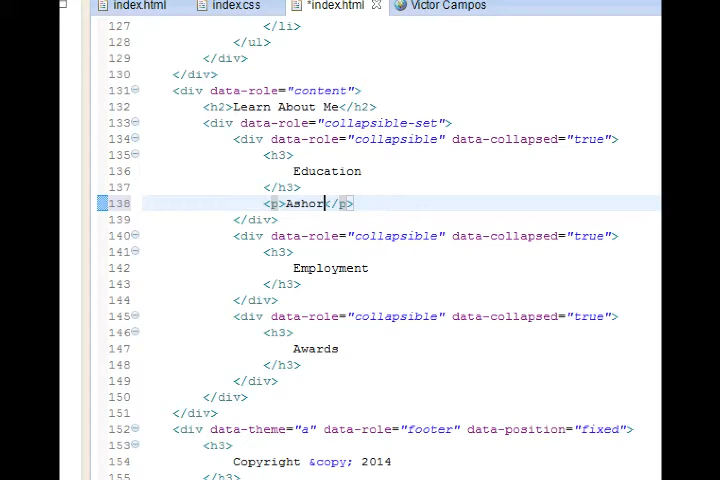 index.html index.css *index.html Victor Campos
127 </li>
128 </ul>
129 </div>
130 </div>
131 <div data-role="content">
132 <h2>Learn About Me</h2>
133 <div data-role="collapsible-set">
134 <div data-role="collapsible" data-collapsed="true">
135 <h3>
136 Education
137 </h3>
138 <p>Ashor</p>
139 </div>
140 <div data-role="collapsible" data-collapsed="true">
141 <h3>
142 Employment
143 </h3>
144 </div>
145 <div data-role="collapsible" data-collapsed="true">
146 <h3>
147 Awards
148 </h3>
149 </div>
150 </div>
151 </div>
152 <div data-theme="a" data-role="footer" data-position="fixed">
153 <h3>
154 Copyright &copy; 2014
155 </h3>